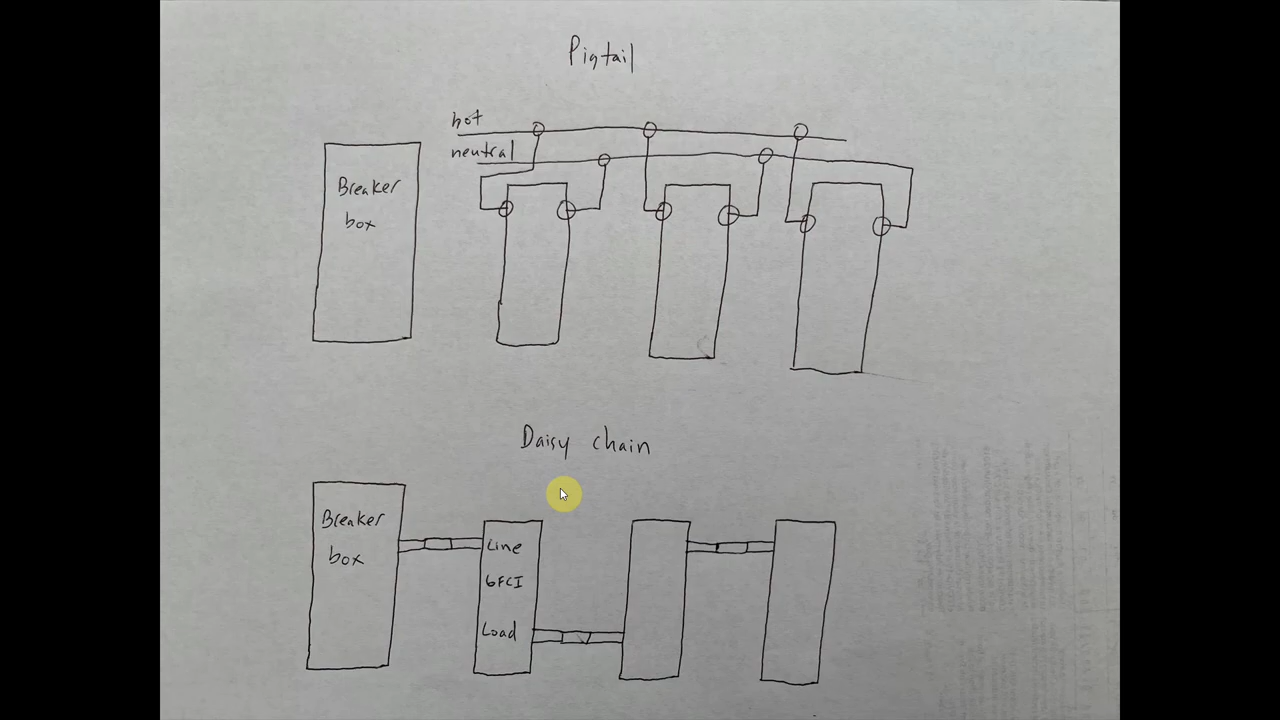 Pigtail
hot
neutral
Breaker
box
Daisy chain
Breaker
box
Line
GFCI
Load